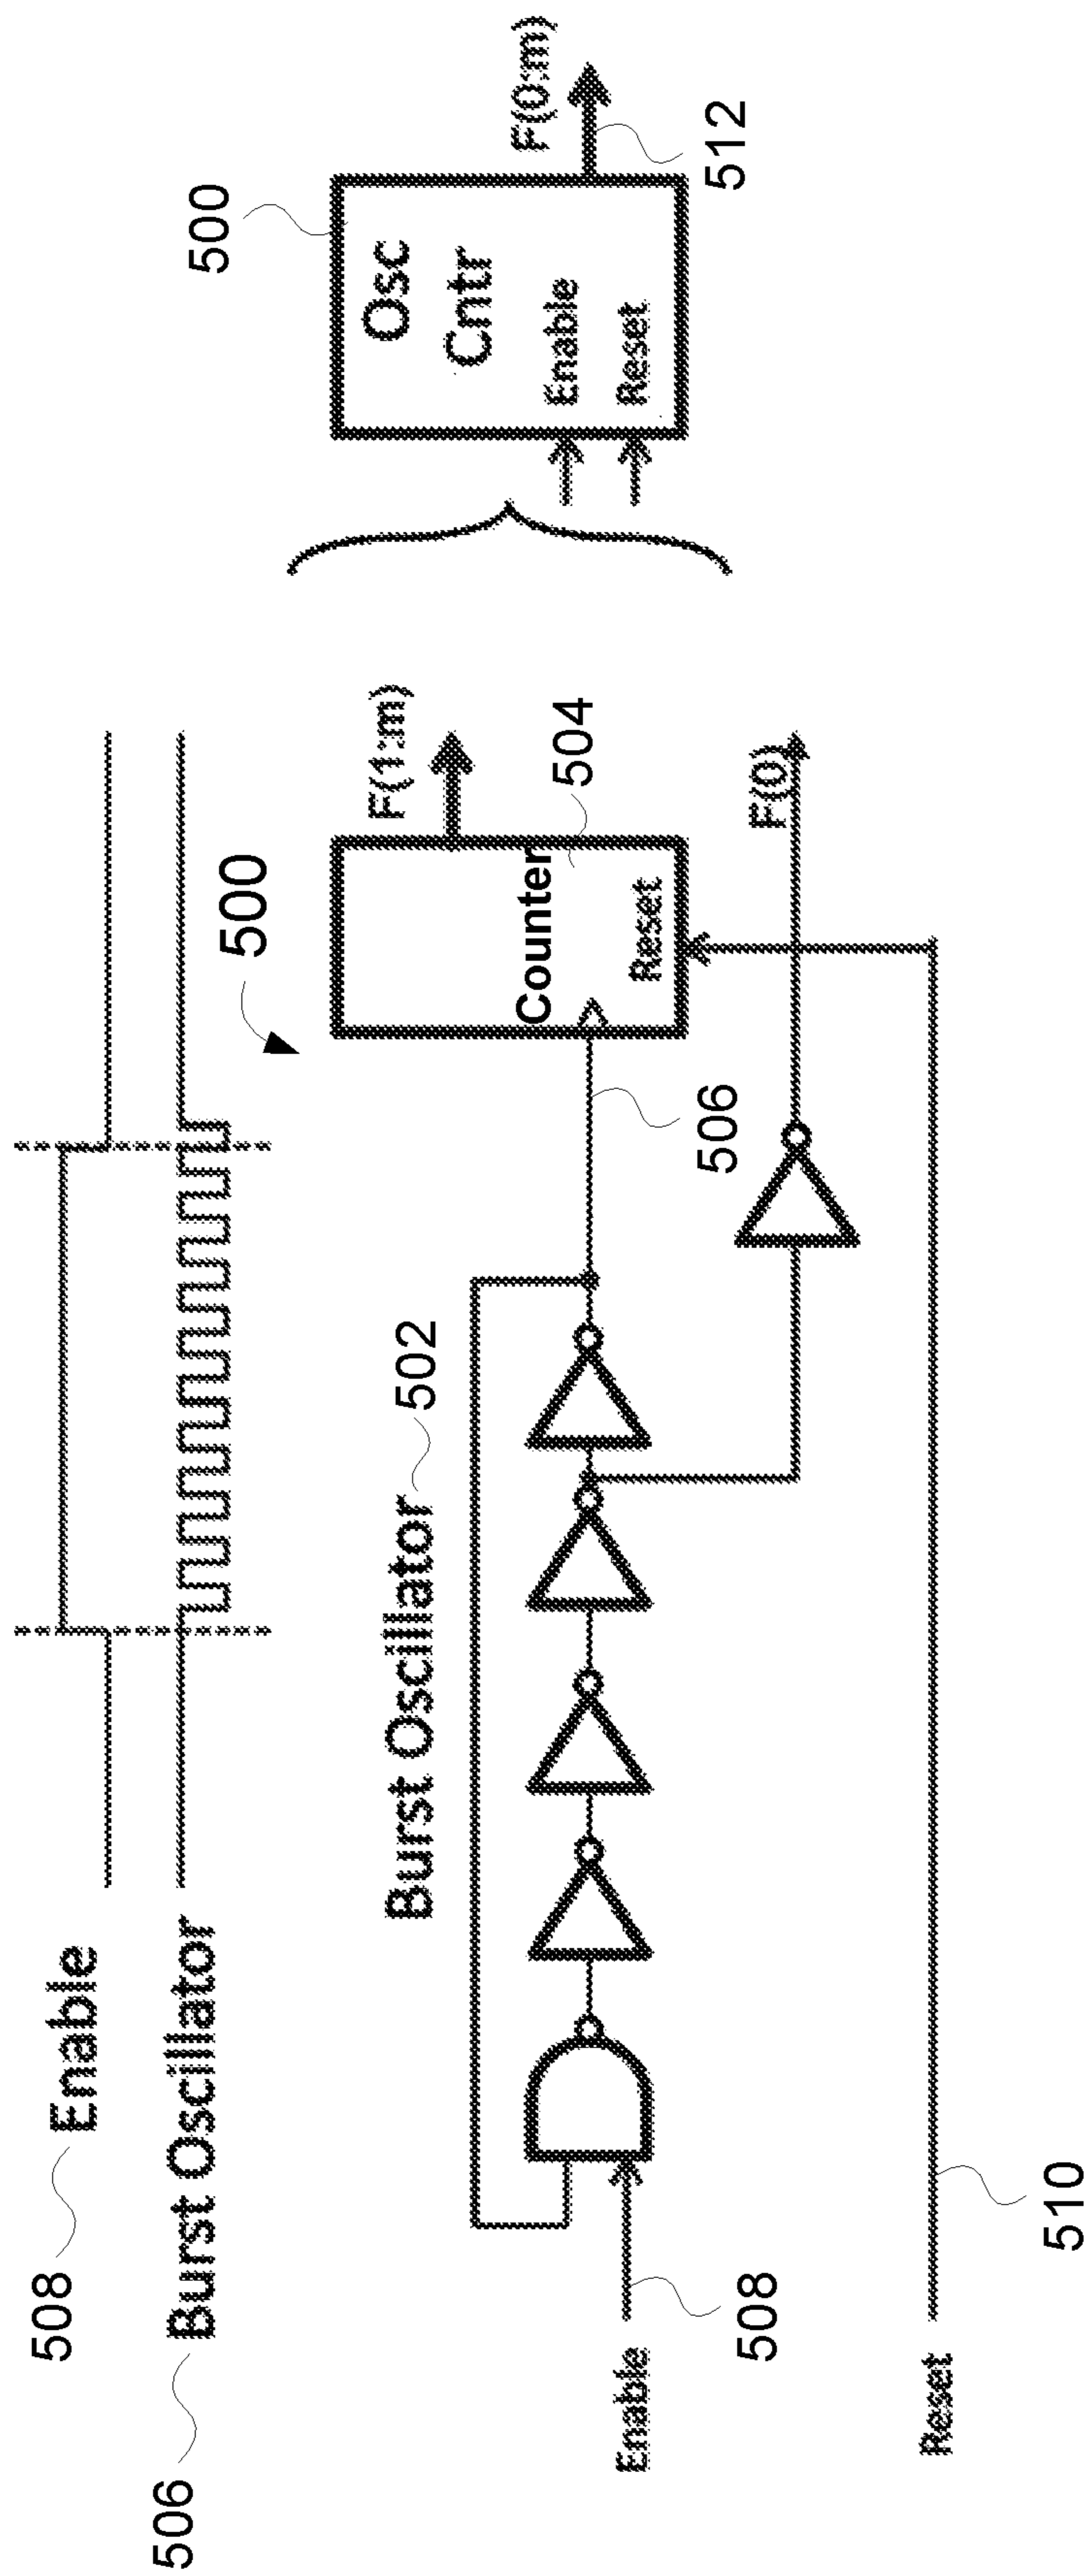 508 Enable
506 Burst Oscillator
500
Burst Oscillator 502
F(1:m)
Counter
504
Reset
506
F(0)
Enable
508
Reset
510
500
Osc
Cntr
Enable
Reset
F(0:m)
512